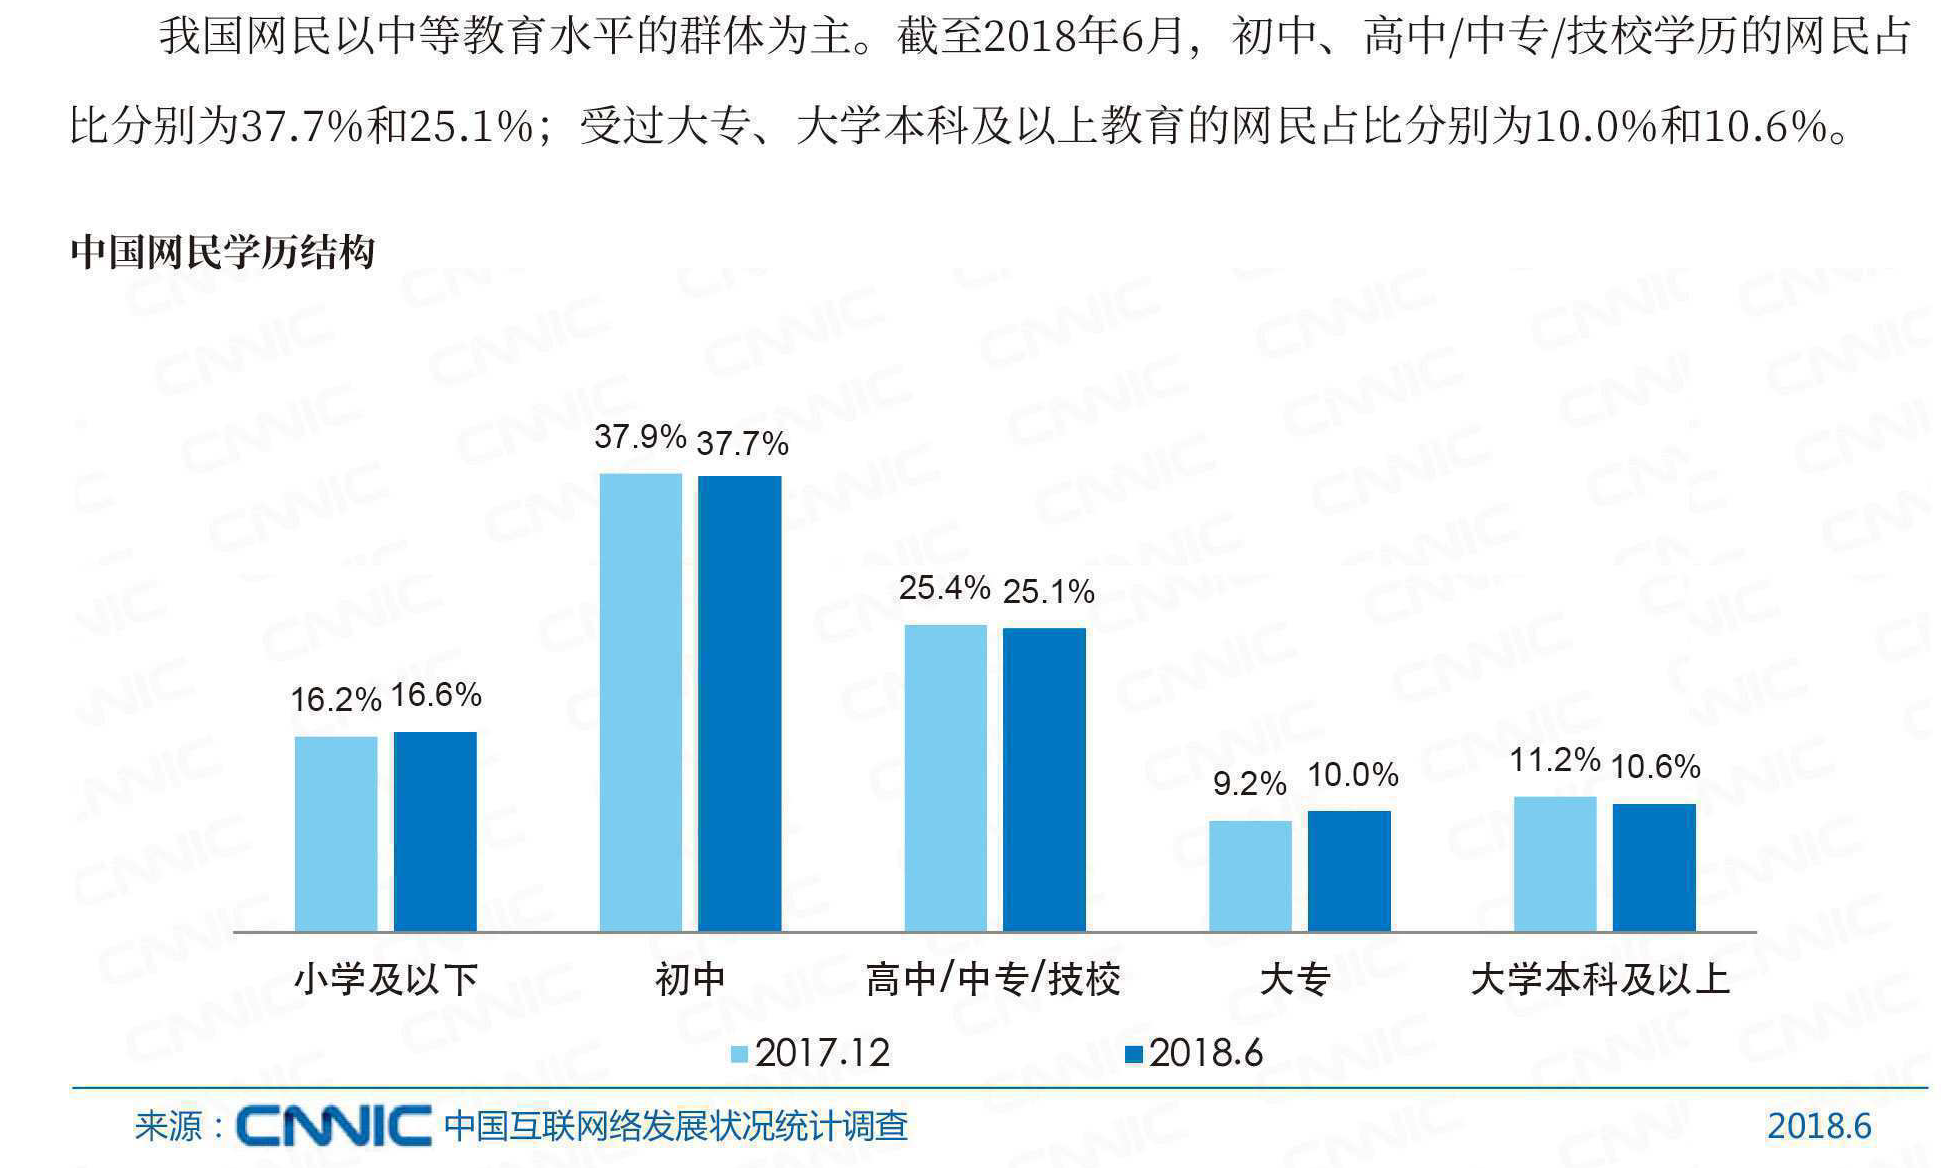 我国网民以中等教育水平的群体为主。截至2018年6月，初中、高中/中专/技校学历的网民占
比分别为37.7%和25.1%；受过大专、大学本科及以上教育的网民占比分别为10.0%和10.6%。
中国网民学历结构
37.9% 37.7%
25.4% 25.1%
16.2% 16.6%
9.2% 10.0%
11.2% 10.6%
小学及以下 初中 高中/中专/技校 大专 大学本科及以上
2017.12 2018.6
来源：CNNIC 中国互联网络发展状况统计调查 2018.6